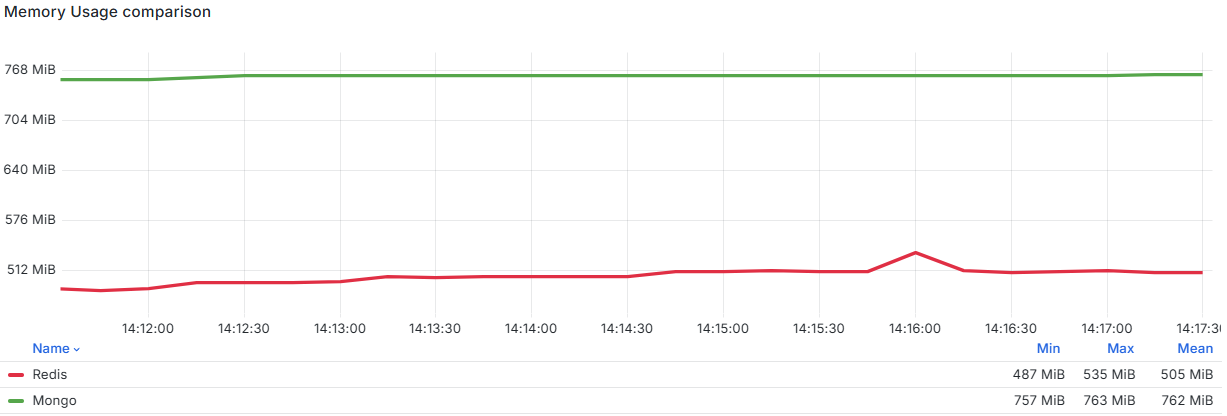 Memory Usage comparison
768 MiB
704 MiB
640 MiB
576 MiB
512 MiB
14:12:00 14:12:30 14:13:00 14:13:30 14:14:00 14:14:30 14:15:00 14:15:30 14:16:00 14:16:30 14:17:00 14:17:30
Name Min Max Mean
Redis 487 MiB 535 MiB 505 MiB
Mongo 757 MiB 763 MiB 762 MiB